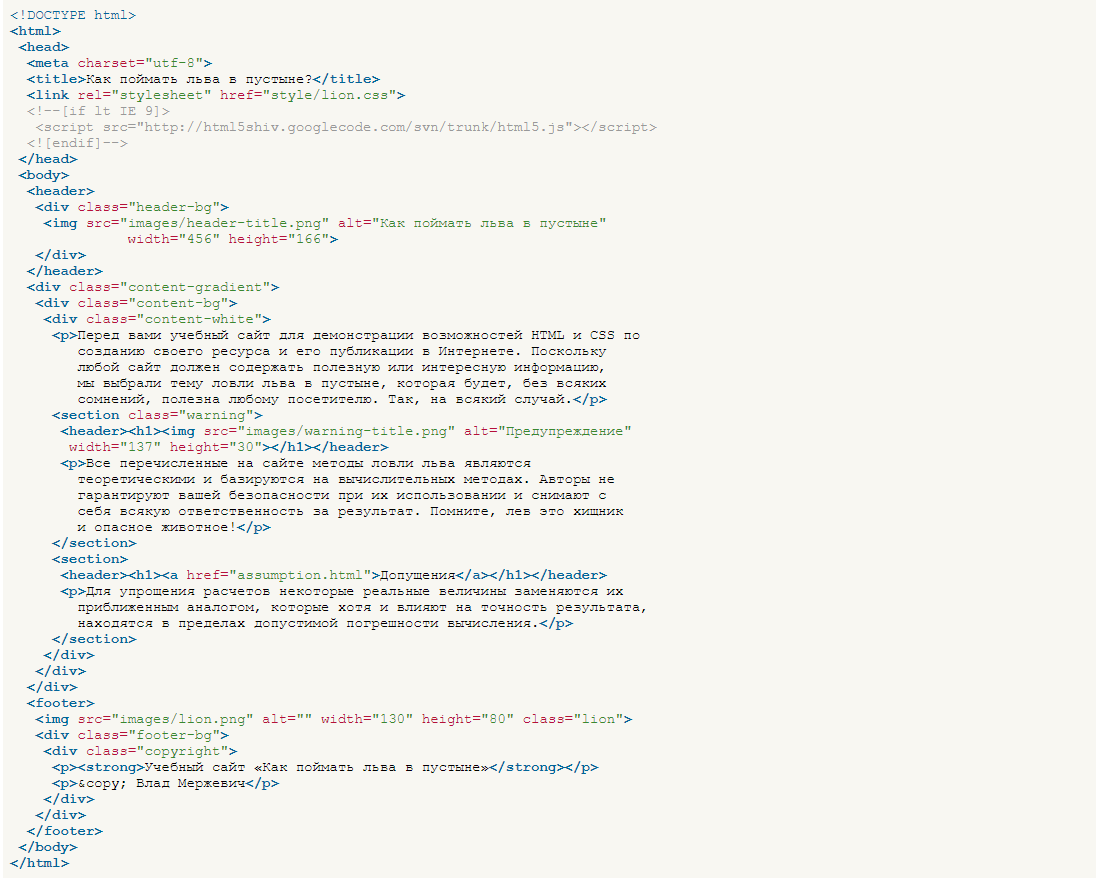 <!DOCTYPE html>
<html>
<head>
<meta charset="utf-8">
<title>Как поймать льва в пустыне?</title>
<link rel="stylesheet" href="style/lion.css">
<!--[if lt IE 9]>
<script src="http://html5shiv.googlecode.com/svn/trunk/html5.js"></script>
<![endif]-->
</head>
<body>
<header>
<div class="header-bg">
<img src="images/header-title.png" alt="Как поймать льва в пустыне"
width="456" height="166">
</div>
</header>
<div class="content-gradient">
<div class="content-bg">
<div class="content-white">
<p>Перед вами учебный сайт для демонстрации возможностей HTML и CSS по
созданию своего ресурса и его публикации в Интернете. Поскольку
любой сайт должен содержать полезную или интересную информацию,
мы выбрали тему ловли льва в пустыне, которая будет, без всяких
сомнений, полезна любому посетителю. Так, на всякий случай.</p>
<section class="warning">
<header><h1><img src="images/warning-title.png" alt="Предупреждение"
width="137" height="30"></h1></header>
<p>Все перечисленные на сайте методы ловли льва являются
теоретическими и базируются на вычислительных методах. Авторы не
гарантируют вашей безопасности при их использовании и снимают с
себя всякую ответственность за результат. Помните, лев это хищник
и опасное животное!</p>
</section>
<section>
<header><h1><a href="assumption.html">Допущения</a></h1></header>
<p>Для упрощения расчетов некоторые реальные величины заменяются их
приближенным аналогом, которые хотя и влияют на точность результата,
находятся в пределах допустимой погрешности вычисления.</p>
</section>
</div>
</div>
</div>
<footer>
<img src="images/lion.png" alt="" width="130" height="80" class="lion">
<div class="footer-bg">
<div class="copyright">
<p><strong>Учебный сайт «Как поймать льва в пустыне»</strong></p>
<p>&copy; Влад Мержевич</p>
</div>
</div>
</footer>
</body>
</html>